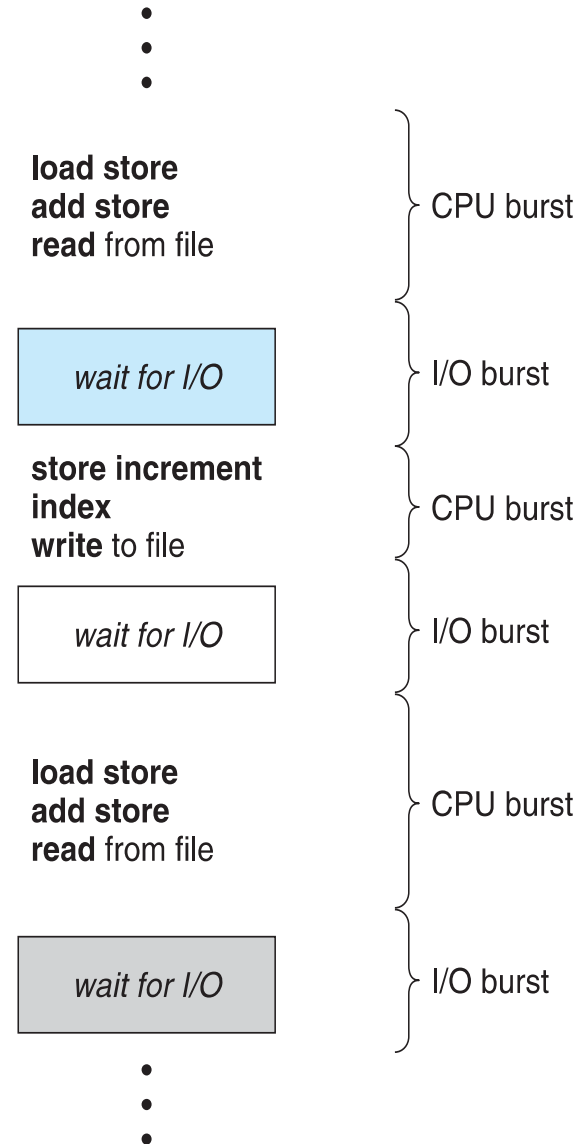 load store
add store
read from file
CPU burst
wait for I/O
I/O burst
store increment
index
write to file
CPU burst
wait for I/O
I/O burst
load store
add store
read from file
CPU burst
wait for I/O
I/O burst